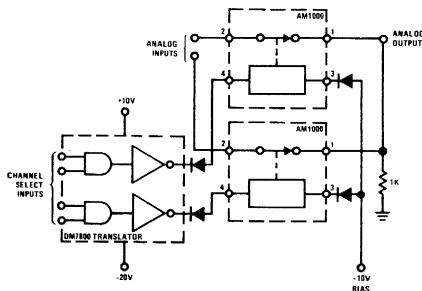 AM1000
2
1
ANALOG
OUTPUT
ANALOG
INPUTS
4
3
+10V
AM1000
2
1
CHANNEL
SELECT
INPUTS
4
3
1K
DM7800 TRANSLATOR
-20V
-10V
BIAS